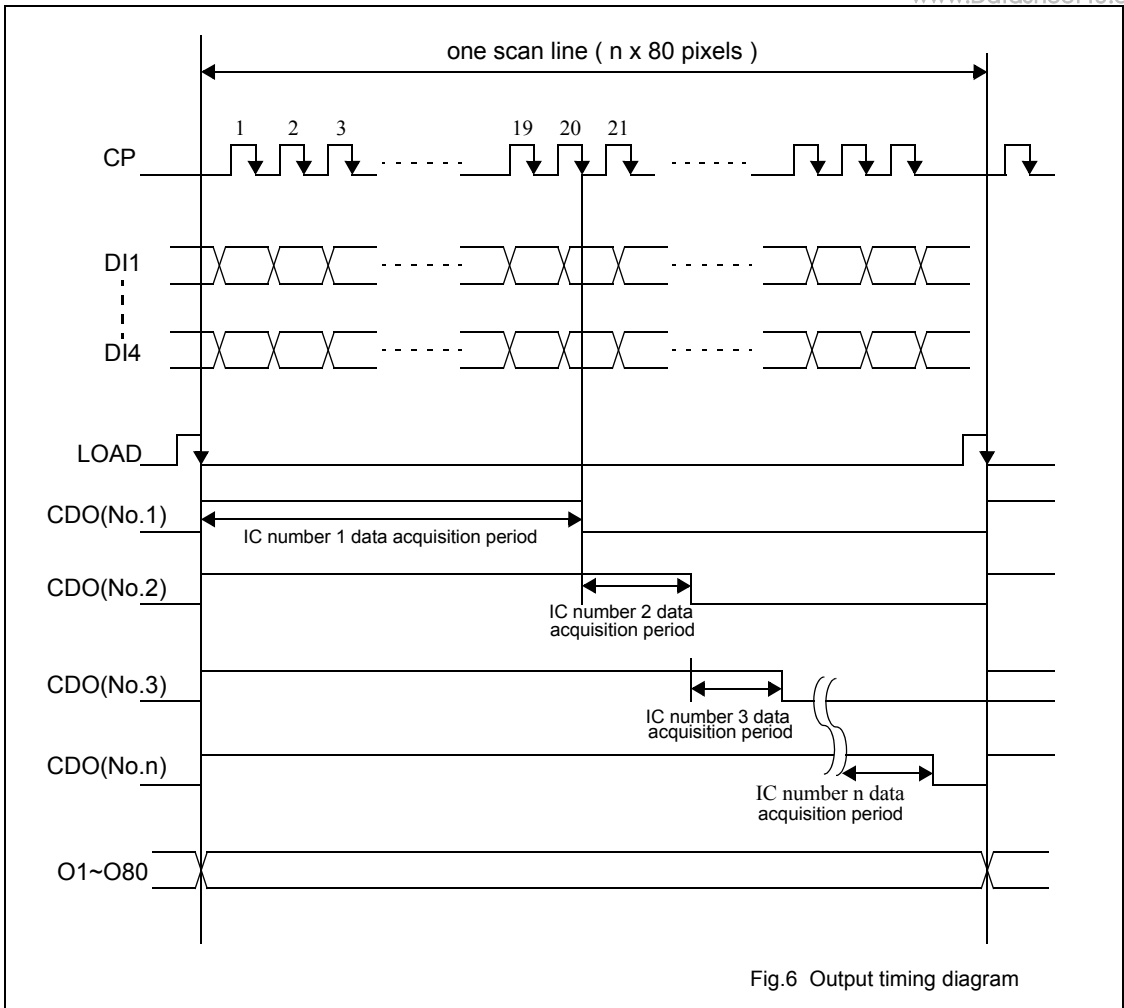 one scan line ( n x 80 pixels )
1 2 3 19 20 21
CP
DI1
DI4
LOAD
CDO(No.1)
IC number 1 data acquisition period
CDO(No.2)
IC number 2 data
acquisition period
CDO(No.3)
IC number 3 data
acquisition period
CDO(No.n)
IC number n data
acquisition period
O1~O80
Fig.6 Output timing diagram